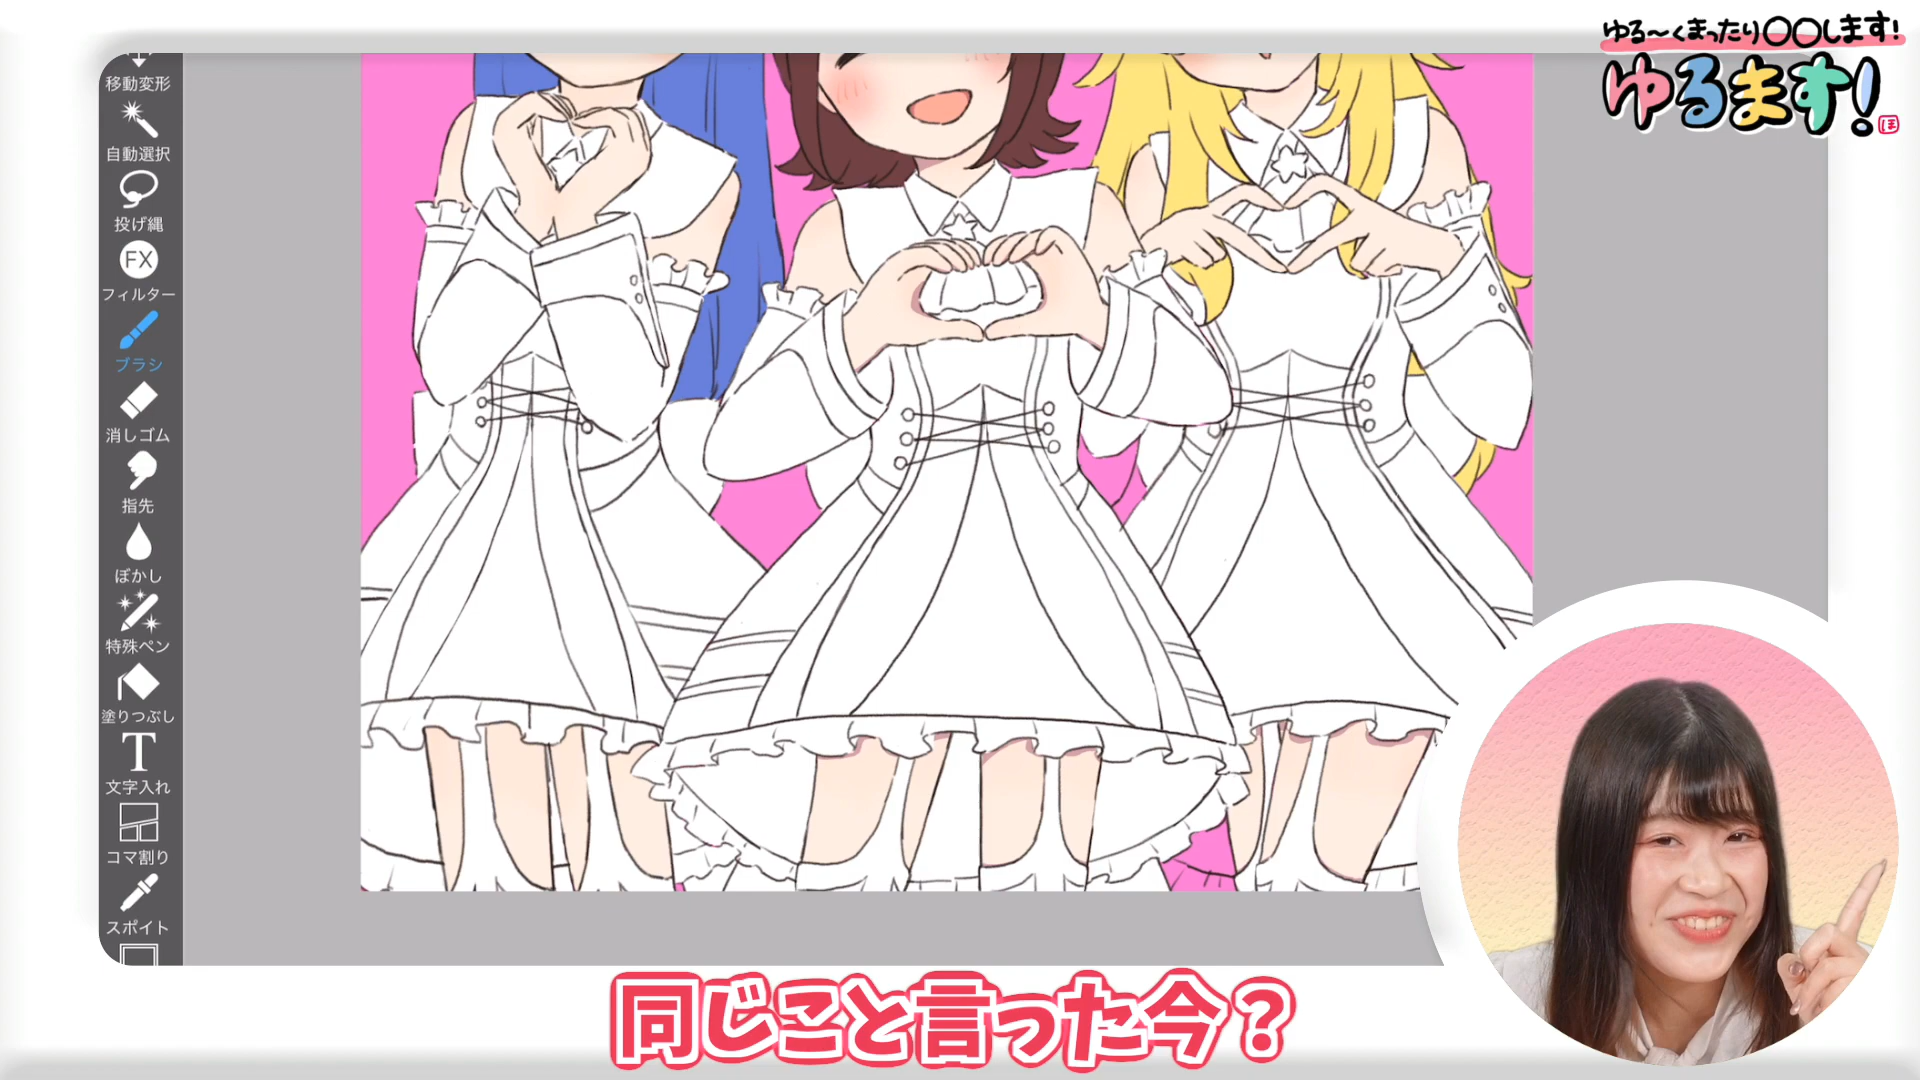 ゆる〜くまったり〇〇します!
ゆるます!
ほ
移動変形
自動選択
投げ縄
FX
フィルター
ブラシ
消しゴム
指先
ぼかし
特殊ペン
塗りつぶし
T
文字入れ
コマ割り
スポイト
同じこと言った今?